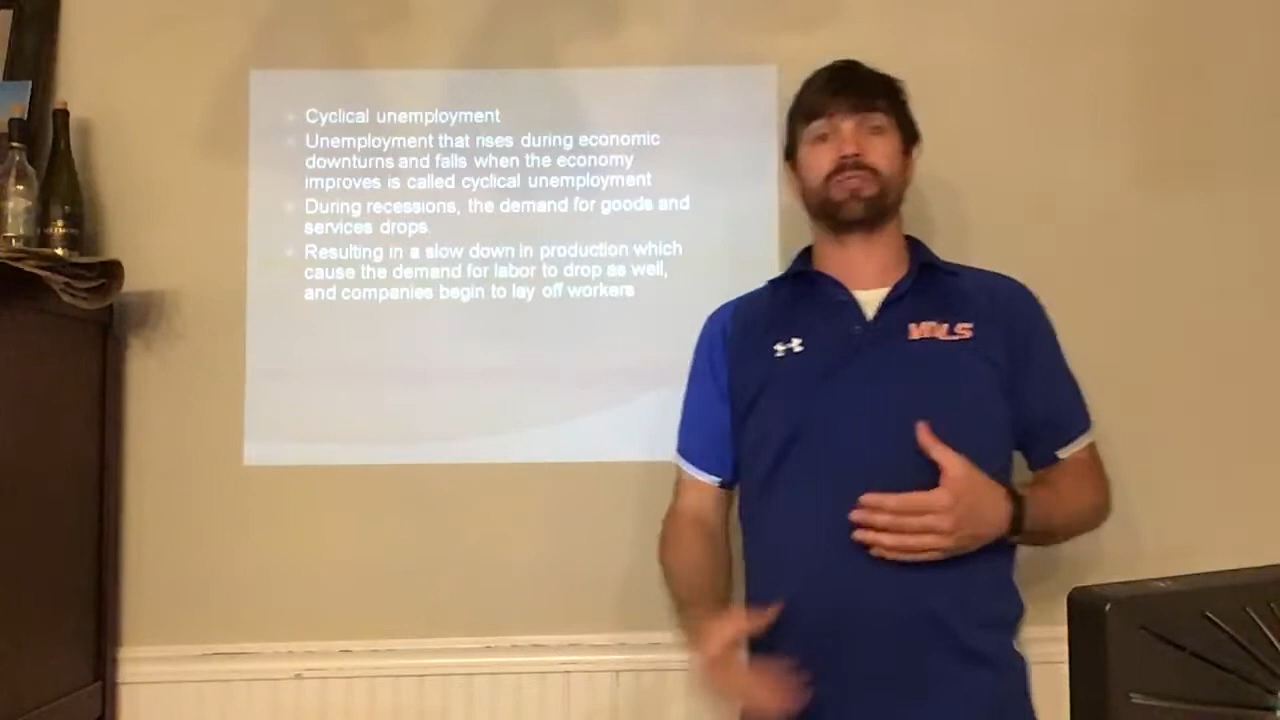 Cyclical unemployment
Unemployment that rises during economic
downturns and falls when the economy
improves is called cyclical unemployment
During recessions, the demand for goods and
services drops.
Resulting in a slow down in production which
cause the demand for labor to drop as well,
and companies begin to lay off workers